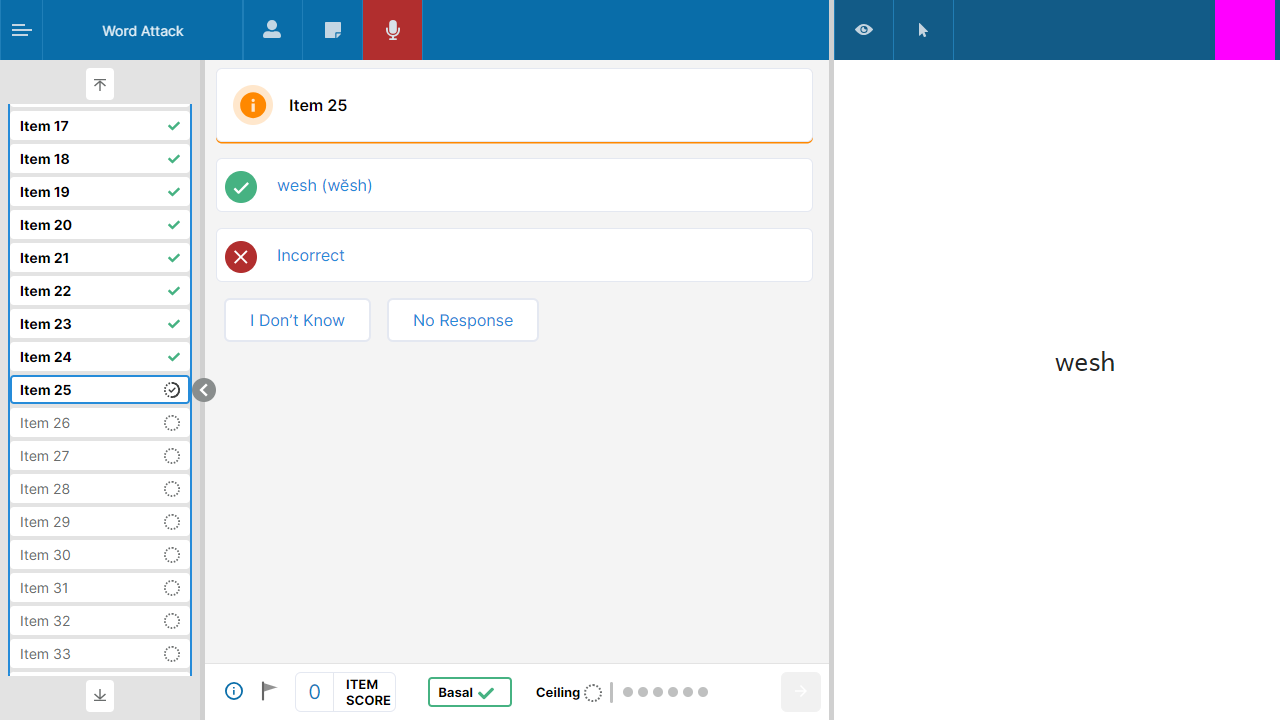 Word Attack
Item 17
Item 18
Item 19
Item 20
Item 21
Item 22
Item 23
Item 24
Item 25
Item 26
Item 27
Item 28
Item 29
Item 30
Item 31
Item 32
Item 33
Item 25
wesh (wĕsh)
Incorrect
I Don’t Know
No Response
0 ITEM SCORE
Basal
Ceiling
wesh